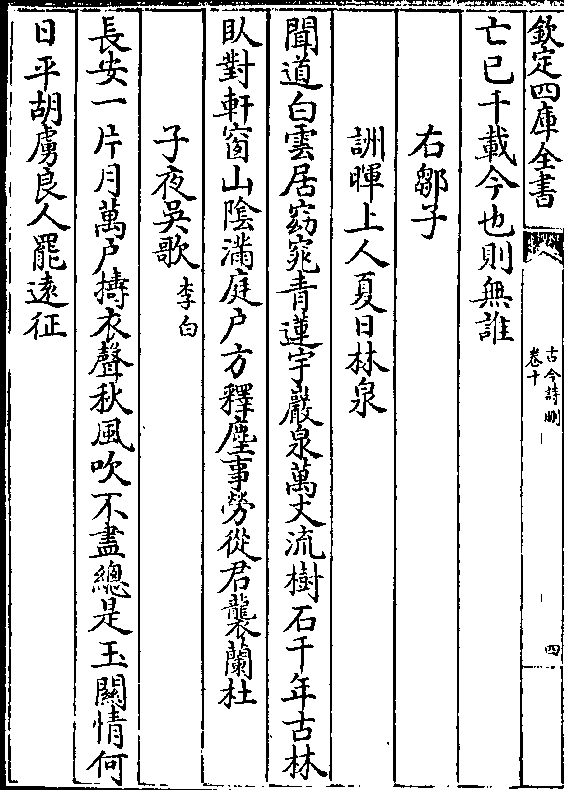 欽定四庫全書
古今詩刪
卷十
四
亡已千載今也則無誰
右鄒子
詶暉上人夏日林泉
聞道白雲居窈窕青蓮宇巖泉萬丈流樹石千年古林
臥對軒窗山陰滿庭户方釋塵事勞從君襲蘭杜
子夜吳歌李白
長安一片月萬户擣衣聲秋風吹不盡總是玉關情何
日平胡虜良人罷遠征